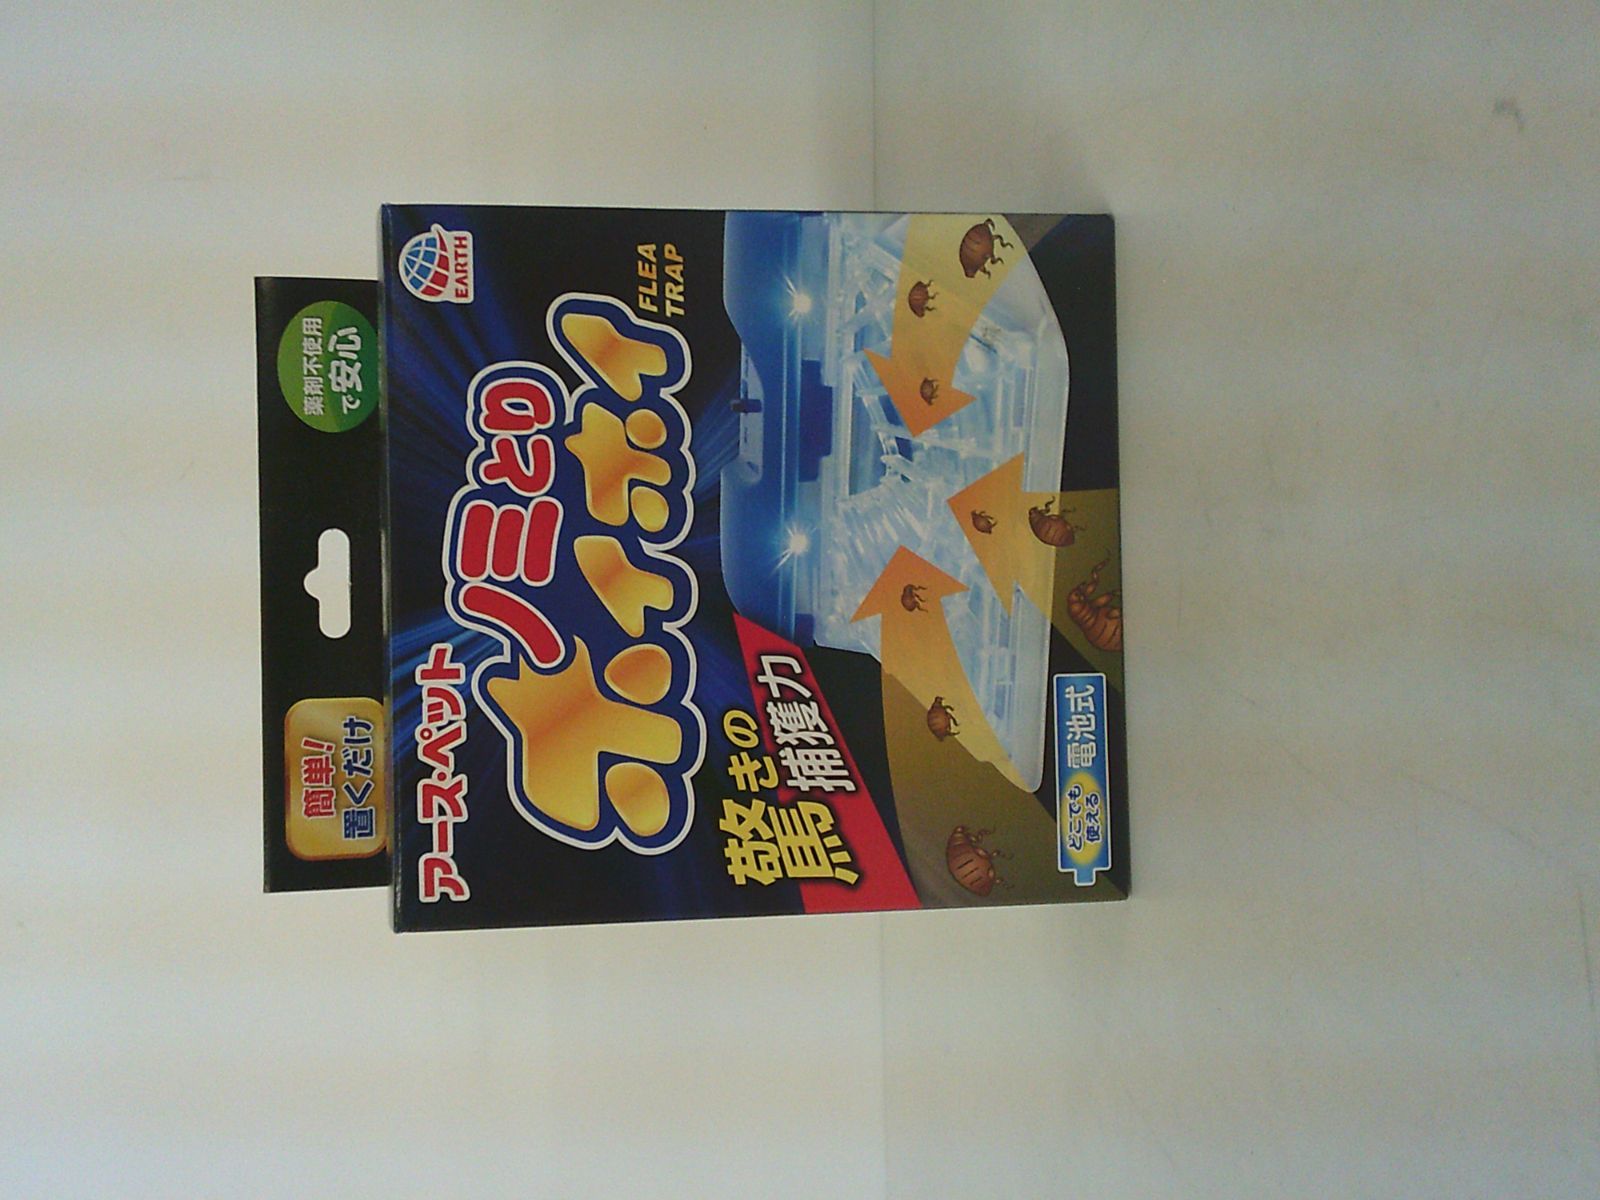 簡単!
置くだけ
薬剤不使用
で安心
アース・ペット
EARTH
ノミとり
ホイホイ
FLEA
TRAP
驚きの
捕獲力
どこでも
使える
電池式